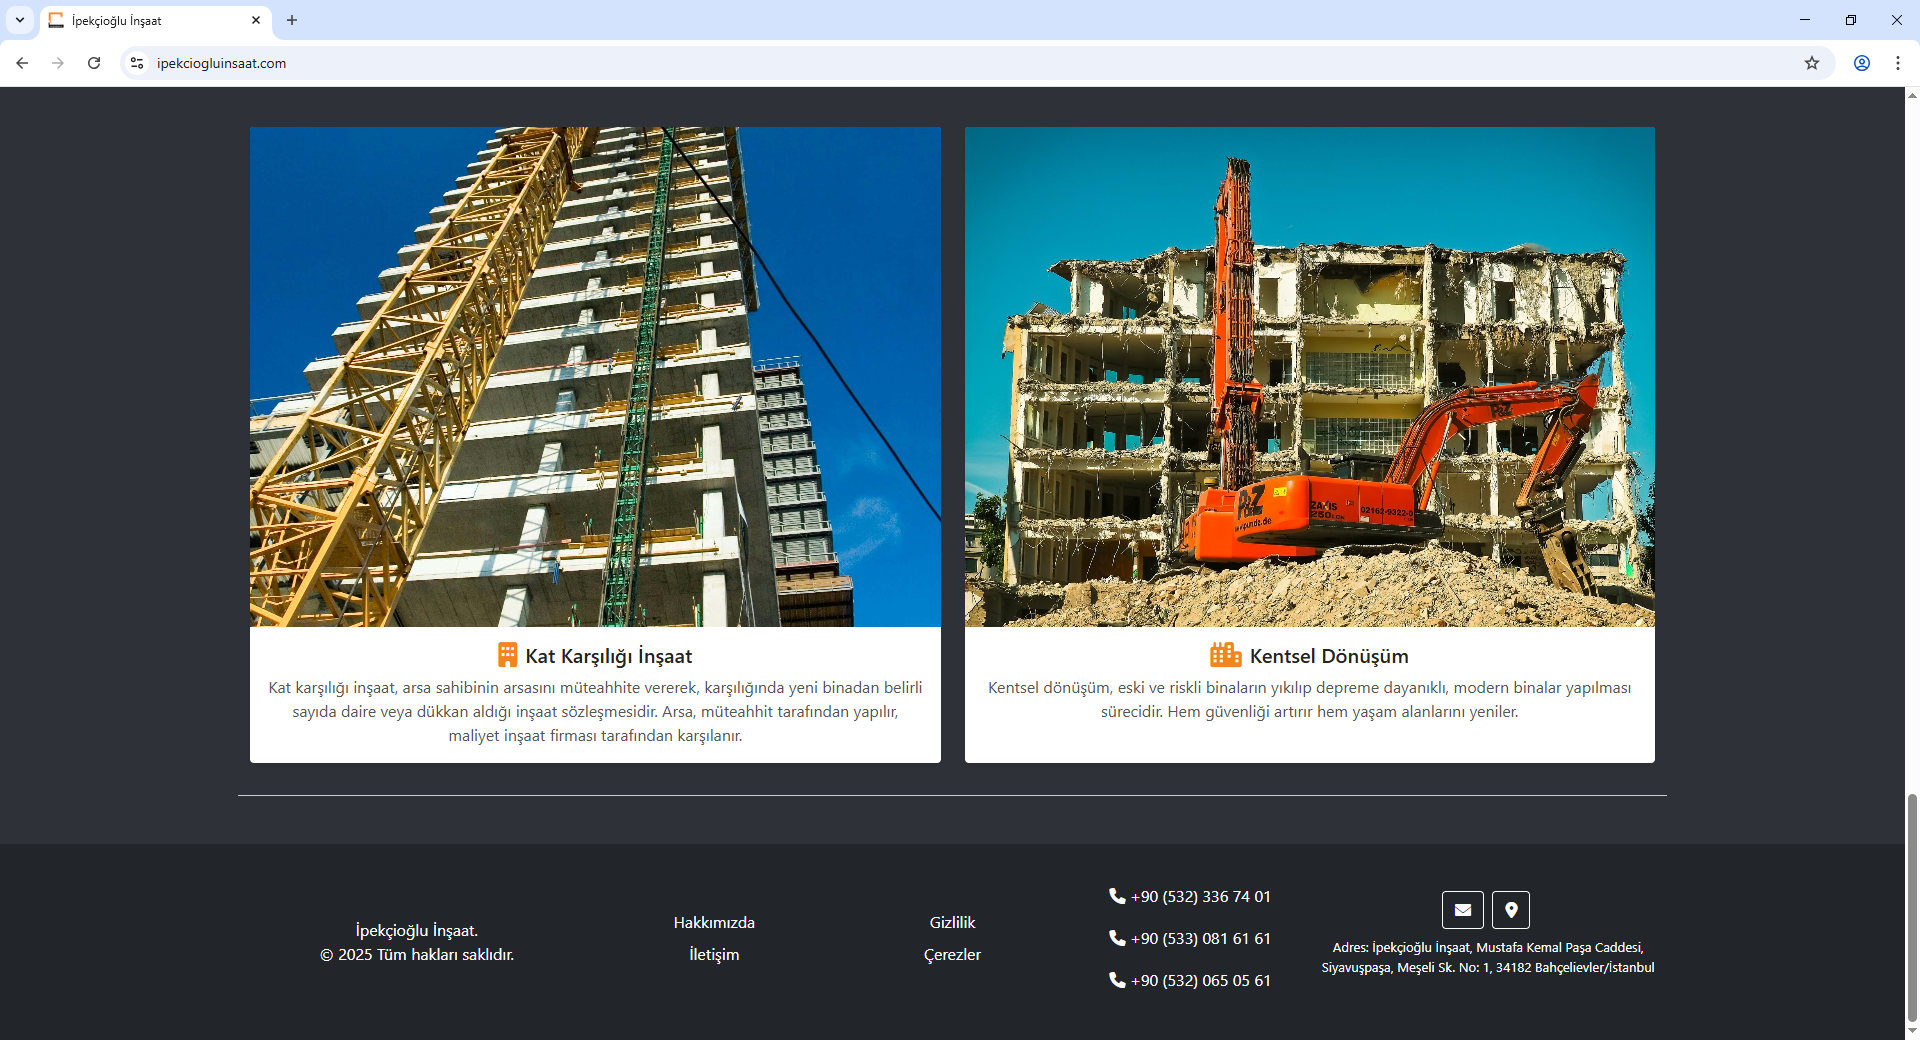 İpekçioğlu İnşaat
ipekciogluinsaat.com
P&Z
ZAXIS
02162-9322-0
Kat Karşılığı İnşaat
Kat karşılığı inşaat, arsa sahibinin arsasını müteahhite vererek, karşılığında yeni binadan belirli
sayıda daire veya dükkan aldığı inşaat sözleşmesidir. Arsa, müteahhit tarafından yapılır,
maliyet inşaat firması tarafından karşılanır.
Kentsel Dönüşüm
Kentsel dönüşüm, eski ve riskli binaların yıkılıp depreme dayanıklı, modern binalar yapılması
sürecidir. Hem güvenliği artırır hem yaşam alanlarını yeniler.
İpekçioğlu İnşaat.
© 2025 Tüm hakları saklıdır.
Hakkımızda
İletişim
Gizlilik
Çerezler
+90 (532) 336 74 01
+90 (533) 081 61 61
+90 (532) 065 05 61
Adres: İpekçioğlu İnşaat, Mustafa Kemal Paşa Caddesi,
Siyavuşpaşa, Meşeli Sk. No: 1, 34182 Bahçelievler/İstanbul